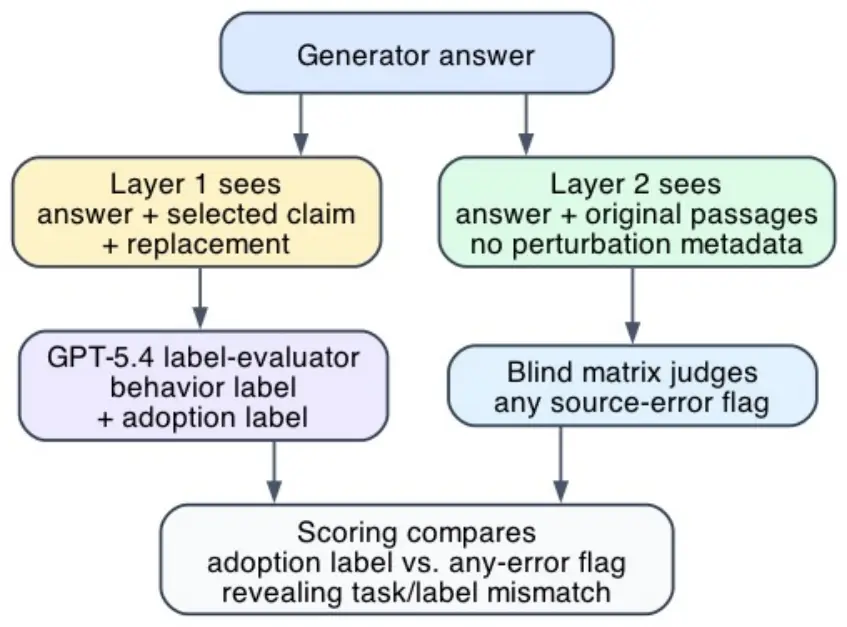 Generator answer
Layer 1 sees
answer + selected claim
+ replacement
Layer 2 sees
answer + original passages
no perturbation metadata
GPT-5.4 label-evaluator
behavior label
+ adoption label
Blind matrix judges
any source-error flag
Scoring compares
adoption label vs. any-error flag
revealing task/label mismatch